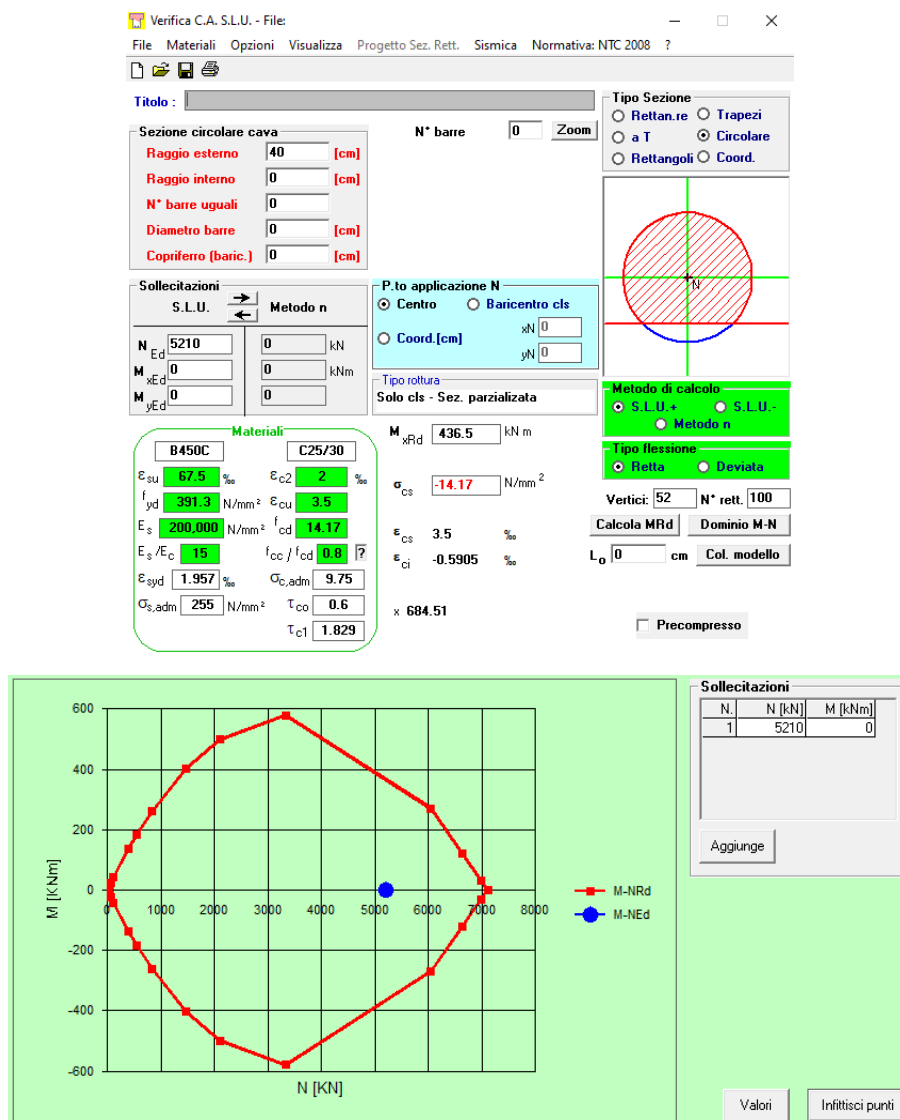 Verifica C.A. S.L.U. - File:
File Materiali Opzioni Visualizza Progetto Sez. Rett. Sismica Normativa: NTC 2008 ?
Titolo :
Tipo Sezione
Rettan.re Trapezi
a T Circolare
Rettangoli Coord.
Sezione circolare cava
Raggio esterno 40 [cm]
Raggio interno 0 [cm]
N° barre uguali 0
Diametro barre 0 [cm]
Copriferro (baric.) 0 [cm]
N° barre 0 Zoom
N
Sollecitazioni
S.L.U. Metodo n
N Ed 5210 0 kN
M xEd 0 0 kNm
M yEd 0 0
P.to applicazione N
Centro Baricentro cls
Coord.[cm] xN 0
yN 0
Tipo rottura
Solo cls - Sez. parzializata
Metodo di calcolo
S.L.U.+ S.L.U.-
Metodo n
Tipo flessione
Retta Deviata
Materiali
B450C C25/30
εsu 67.5 ‰ εc2 2 ‰
fyd 391.3 N/mm² εcu 3.5
Es 200,000 N/mm² fcd 14.17
Es /Ec 15 fcc / fcd 0.8 ?
εsyd 1.957 ‰ σc,adm 9.75
σs,adm 255 N/mm² τco 0.6
τc1 1.829
M xRd 436.5 kN m
σcs -14.17 N/mm²
εcs 3.5 ‰
εci -0.5905 ‰
x 684.51
Vertici: 52 N° rett. 100
Calcola MRd Dominio M-N
Lo 0 cm Col. modello
Precompresso
600
400
200
0
-200
-400
-600
M [KNm]
0 1000 2000 3000 4000 5000 6000 7000 8000
N [KN]
M-NRd
M-NEd
Sollecitazioni
N. N [kN] M [kNm]
1 5210 0
Aggiunge
Valori Infittisci punti